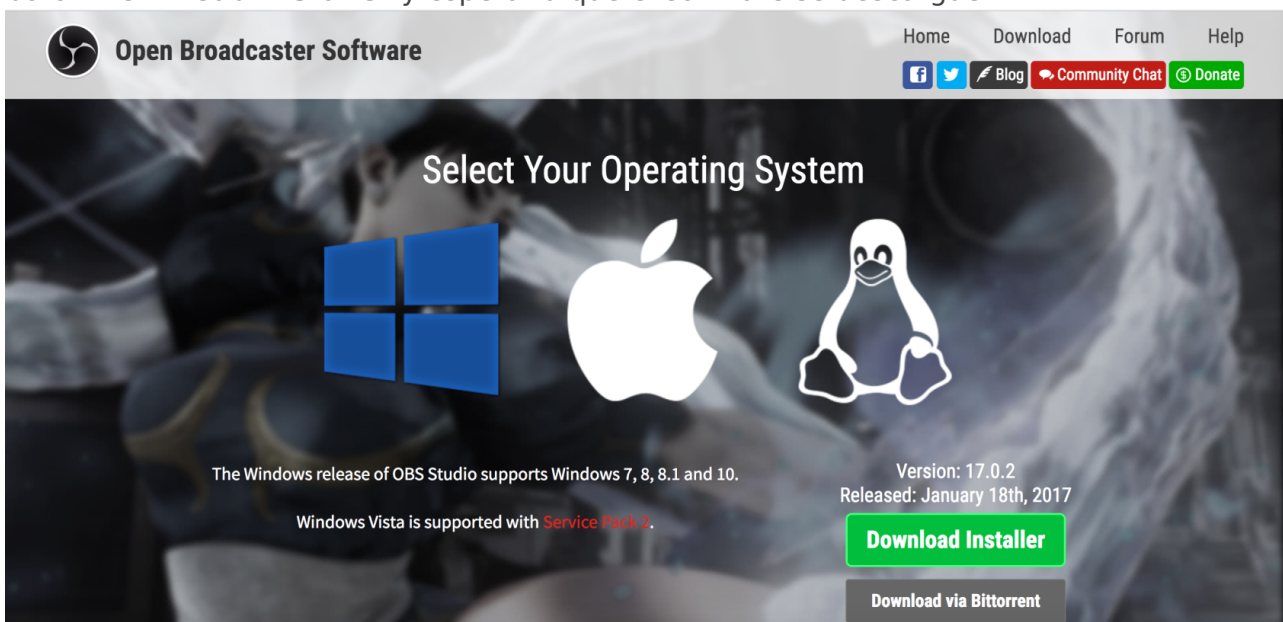 Open Broadcaster Software
Home Download Forum Help
Blog Community Chat Donate
Select Your Operating System
The Windows release of OBS Studio supports Windows 7, 8, 8.1 and 10.
Windows Vista is supported with Service Pack 2.
Version: 17.0.2
Released: January 18th, 2017
Download Installer
Download via Bittorrent